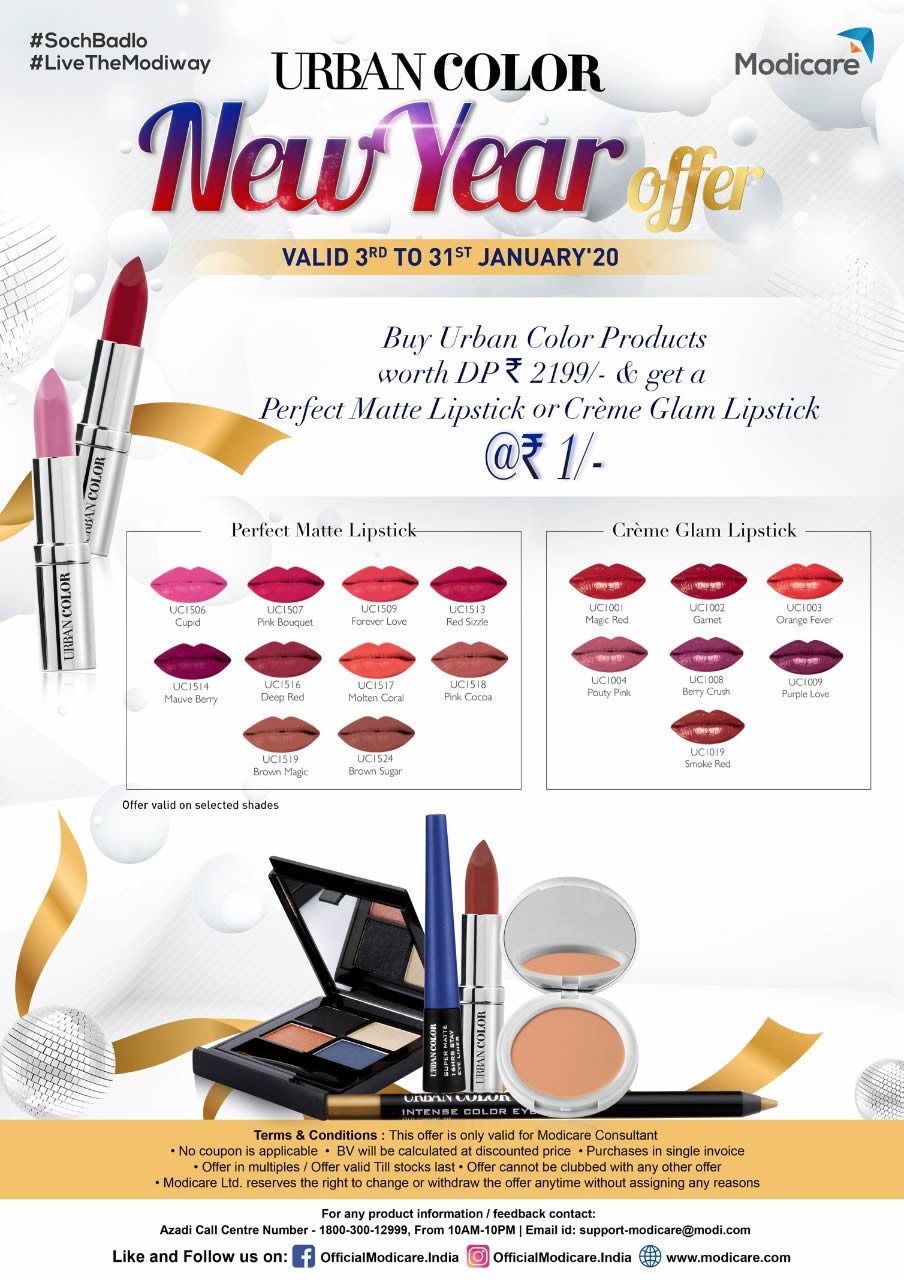 #SochBadlo
#LiveTheModiway
Modicare
URBAN COLOR
New Year offer
VALID 3RD TO 31ST JANUARY'20
Buy Urban Color Products
worth DP ₹ 2199/- & get a
Perfect Matte Lipstick or Crème Glam Lipstick
@₹ 1/-
URBAN COLOR
URBAN COLOR
Perfect Matte Lipstick
UC1506 UC1507 UC1509 UC1513
Cupid Pink Bouquet Forever Love Red Sizzle
UC1514 UC1516 UC1517 UC1518
Mauve Berry Deep Red Molten Coral Pink Cocoa
UC1519 UC1524
Brown Magic Brown Sugar
Crème Glam Lipstick
UC1001 UC1002 UC1003
Magic Red Garnet Orange Fever
UC1004 UC1008 UC1009
Pouty Pink Berry Crush Purple Love
UC1019
Smoke Red
Offer valid on selected shades
URBAN COLOR
SUPER MATTE
16HRS STAY
EYE LINER
URBAN COLOR
URBAN COLOR
INTENSE COLOR EYE
Terms & Conditions : This offer is only valid for Modicare Consultant
• No coupon is applicable • BV will be calculated at discounted price • Purchases in single invoice
• Offer in multiples / Offer valid Till stocks last • Offer cannot be clubbed with any other offer
• Modicare Ltd. reserves the right to change or withdraw the offer anytime without assigning any reasons
For any product information / feedback contact:
Azadi Call Centre Number - 1800-300-12999, From 10AM-10PM | Email id: support-modicare@modi.com
Like and Follow us on: OfficialModicare.India OfficialModicare.India www.modicare.com